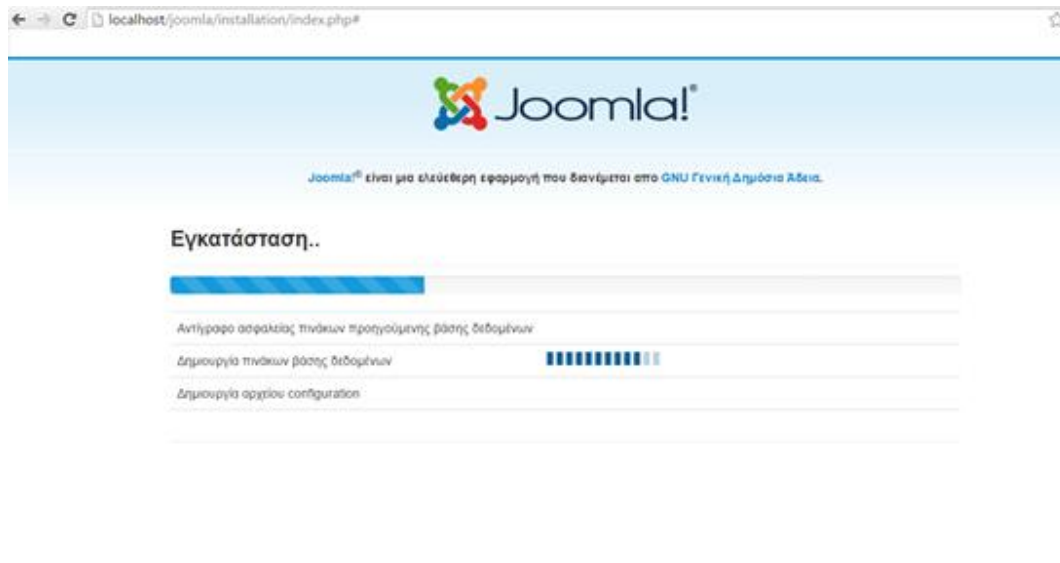 localhost/joomla/installation/index.php#
Joomla!®
Joomla!® είναι μια ελεύθερη εφαρμογή που διανέμεται απο GNU Γενική Δημόσια Άδεια.
Εγκατάσταση..
Αντίγραφο ασφαλείας πινάκων προηγούμενης βάσης δεδομένων
Δημιουργία πινάκων βάσης δεδομένων
Δημιουργία αρχείου configuration